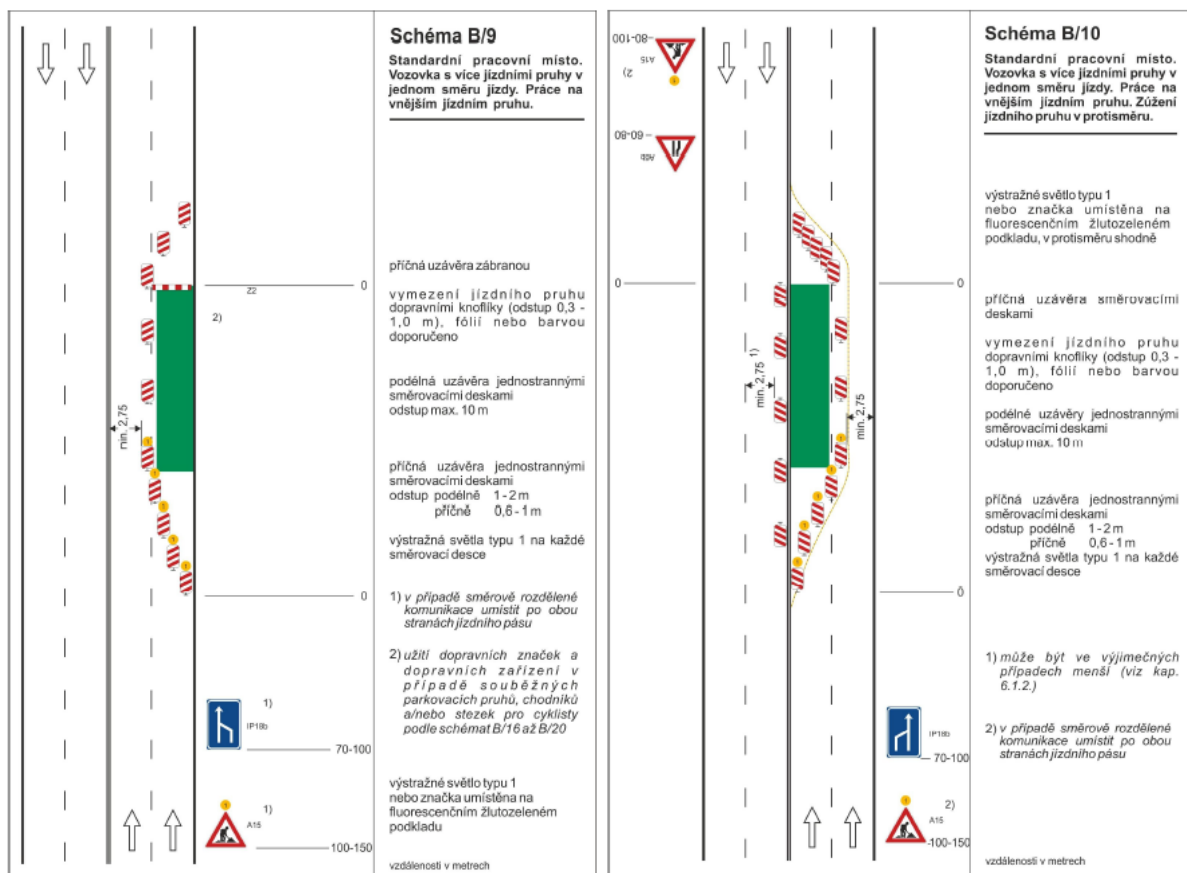 Schéma B/9
Standardní pracovní místo.
Vozovka s více jízdními pruhy v
jednom směru jízdy. Práce na
vnějším jízdním pruhu.
příčná uzávěra zábranou
0
Z2
vymezení jízdního pruhu
dopravními knoflíky (odstup 0,3 -
1,0 m), fólií nebo barvou
doporučeno
2)
podélná uzávěra jednostrannými
směrovacími deskami
odstup max. 10 m
min. 2,75
příčná uzávěra jednostrannými
směrovacími deskami
odstup podélně 1 - 2 m
příčně 0,6 - 1 m
výstražná světla typu 1 na každé
směrovací desce
0
1) v případě směrově rozdělené
komunikace umístit po obou
stranách jízdního pásu
2) užití dopravních značek a
dopravních zařízení v
případě souběžných
parkovacích pruhů, chodníků
a/nebo stezek pro cyklisty
podle schémat B/16 až B/20
1)
IP18b
70-100
výstražné světlo typu 1
nebo značka umístěna na
fluorescenčním žlutozeleném
podkladu
1)
A15
100-150
vzdálenosti v metrech
Schéma B/10
Standardní pracovní místo.
Vozovka s více jízdními pruhy v
jednom směru jízdy. Práce na
vnějším jízdním pruhu. Zúžení
jízdního pruhu v protisměru.
80-100
A15
2)
60-80
A6b
výstražné světlo typu 1
nebo značka umístěna na
fluorescenčním žlutozeleném
podkladu, v protisměru shodně
0
0
příčná uzávěra směrovacími
deskami
vymezení jízdního pruhu
dopravními knoflíky (odstup 0,3 -
1,0 m), fólií nebo barvou
doporučeno
min. 2,75 1)
min. 2,75
podélné uzávěry jednostrannými
směrovacími deskami
odstup max. 10 m
příčná uzávěra jednostrannými
směrovacími deskami
odstup podélně 1 - 2 m
příčně 0,6 - 1 m
výstražná světla typu 1 na každé
směrovací desce
0
1) může být ve výjimečných
případech menší (viz kap.
6.1.2.)
2) v případě směrově rozdělené
komunikace umístit po obou
stranách jízdního pásu
IP18b
70-100
2)
A15
-100-150
vzdálenosti v metrech